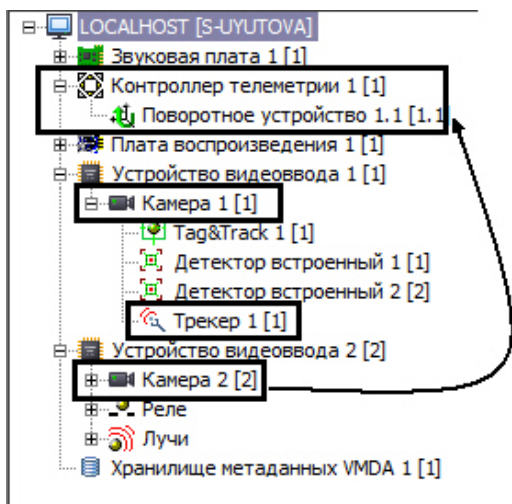 LOCALHOST [S-UYUTOVA]
Звуковая плата 1 [1]
Контроллер телеметрии 1 [1]
Поворотное устройство 1.1 [1.1
Плата воспроизведения 1 [1]
Устройство видеоввода 1 [1]
Камера 1 [1]
Tag&Track 1 [1]
Детектор встроенный 1 [1]
Детектор встроенный 2 [2]
Трекер 1 [1]
Устройство видеоввода 2 [2]
Камера 2 [2]
Реле
Лучи
Хранилище метаданных VMDA 1 [1]